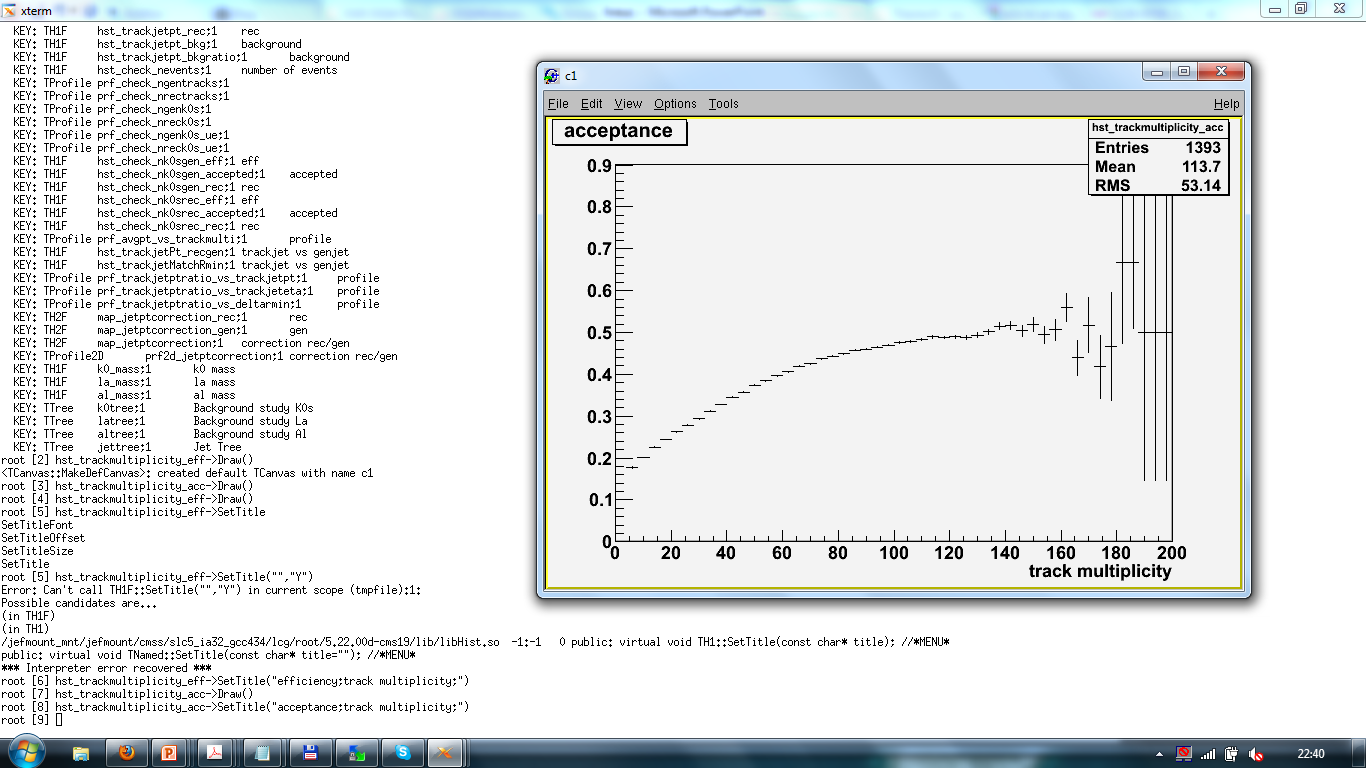 xterm
KEY: TH1F hst_trackjetpt_rec;1 rec
KEY: TH1F hst_trackjetpt_bkg;1 background
KEY: TH1F hst_trackjetpt_bkgratio;1 background
KEY: TH1F hst_check_nevents;1 number of events
KEY: TProfile prf_check_ngentracks;1
KEY: TProfile prf_check_nrectracks;1
KEY: TProfile prf_check_ngenk0s;1
KEY: TProfile prf_check_nreck0s;1
KEY: TProfile prf_check_ngenk0s_ue;1
KEY: TProfile prf_check_nreck0s_ue;1
KEY: TH1F hst_check_nk0sgen_eff;1 eff
KEY: TH1F hst_check_nk0sgen_accepted;1 accepted
KEY: TH1F hst_check_nk0sgen_rec;1 rec
KEY: TH1F hst_check_nk0srec_eff;1 eff
KEY: TH1F hst_check_nk0srec_accepted;1 accepted
KEY: TH1F hst_check_nk0srec_rec;1 rec
KEY: TProfile prf_avgpt_vs_trackmulti;1 profile
KEY: TH1F hst_trackjetPt_recgen;1 trackjet vs genjet
KEY: TH1F hst_trackjetMatchRmin;1 trackjet vs genjet
KEY: TProfile prf_trackjetptratio_vs_trackjetpt;1 profile
KEY: TProfile prf_trackjetptratio_vs_trackjeteta;1 profile
KEY: TProfile prf_trackjetptratio_vs_deltarmin;1 profile
KEY: TH2F map_jetptcorrection_rec;1 rec
KEY: TH2F map_jetptcorrection_gen;1 gen
KEY: TH2F map_jetptcorrection;1 correction rec/gen
KEY: TProfile2D prf2d_jetptcorrection;1 correction rec/gen
KEY: TH1F k0_mass;1 k0 mass
KEY: TH1F la_mass;1 la mass
KEY: TH1F al_mass;1 al mass
KEY: TTree k0tree;1 Background study K0s
KEY: TTree latree;1 Background study La
KEY: TTree altree;1 Background study Al
KEY: TTree jettree;1 Jet Tree
root [2] hst_trackmultiplicity_eff->Draw()
<TCanvas::MakeDefCanvas>: created default TCanvas with name c1
root [3] hst_trackmultiplicity_acc->Draw()
root [4] hst_trackmultiplicity_eff->Draw()
root [5] hst_trackmultiplicity_eff->SetTitle
SetTitleFont
SetTitleOffset
SetTitleSize
SetTitle
root [5] hst_trackmultiplicity_eff->SetTitle("","Y")
Error: Can't call TH1F::SetTitle("","Y") in current scope (tmpfile):1:
Possible candidates are...
(in TH1F)
(in TH1)
/jefmount_mnt/jefmount/cmss/slc5_ia32_gcc434/lcg/root/5.22.00d-cms19/lib/libHist.so -1:-1 0 public: virtual void TH1::SetTitle(const char* title); //*MENU*
public: virtual void TNamed::SetTitle(const char* title=""); //*MENU*
*** Interpreter error recovered ***
root [6] hst_trackmultiplicity_eff->SetTitle("efficiency;track multiplicity;")
root [7] hst_trackmultiplicity_acc->Draw()
root [8] hst_trackmultiplicity_acc->SetTitle("acceptance;track multiplicity;")
root [9]
c1
File Edit View Options Tools Help
acceptance
hst_trackmultiplicity_acc
Entries 1393
Mean 113.7
RMS 53.14
0.9
0.8
0.7
0.6
0.5
0.4
0.3
0.2
0.1
0
0 20 40 60 80 100 120 140 160 180 200
track multiplicity
22:40